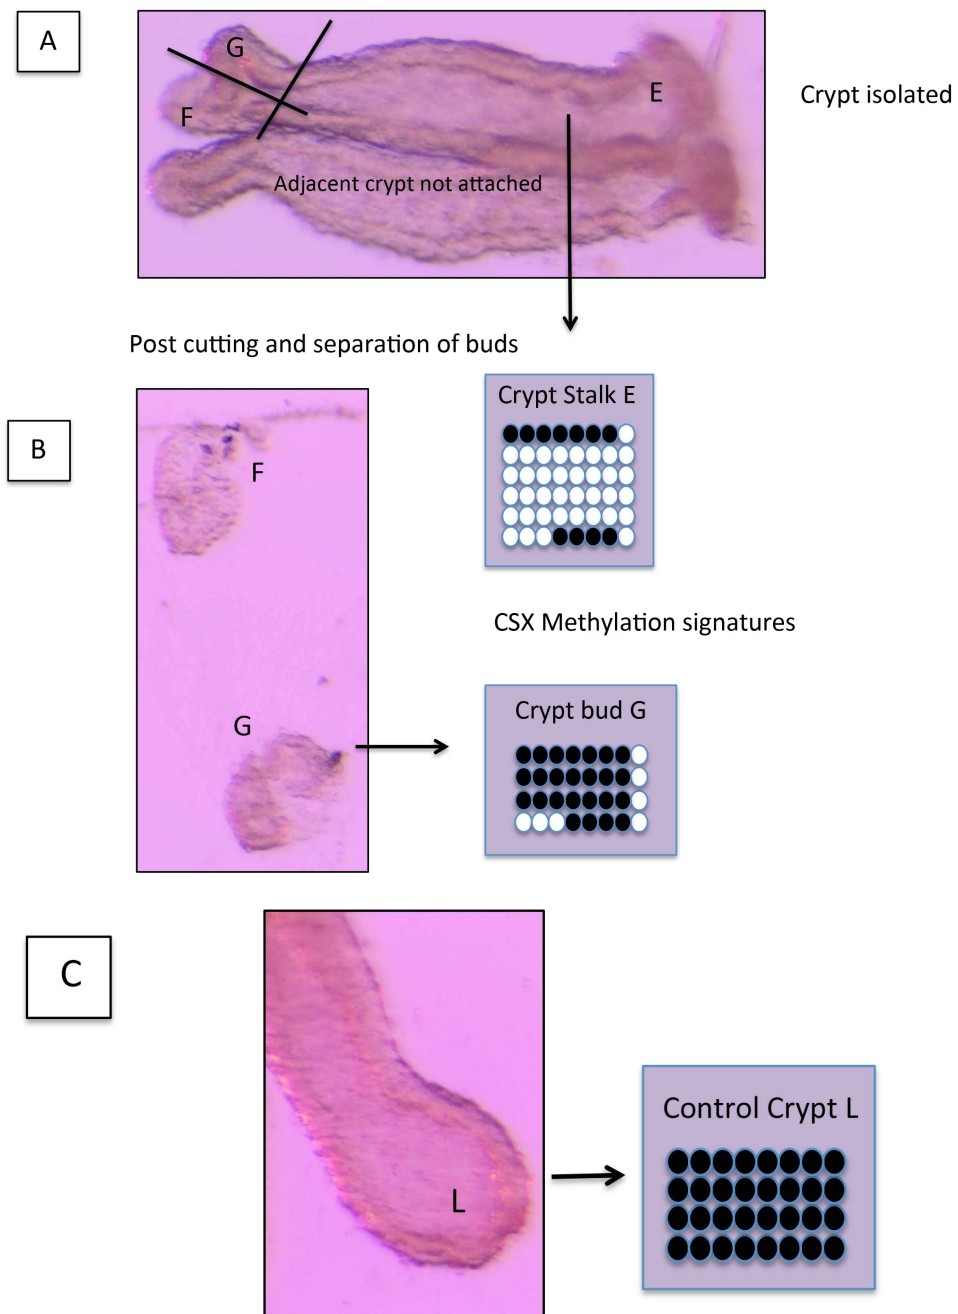 A
G
F
E
Crypt isolated
Adjacent crypt not attached
Post cutting and separation of buds
B
F
Crypt Stalk E
CSX Methylation signatures
G
Crypt bud G
C
L
Control Crypt L